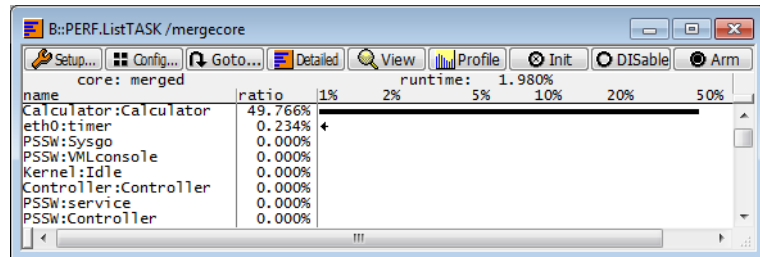 B::PERF.ListTASK /mergecore
Setup... Config... Goto... Detailed View Profile Init DISable Arm
core: merged runtime: 1.980%
name ratio 1% 2% 5% 10% 20% 50%
Calculator:Calculator 49.766%
eth0:timer 0.234%
PSSW:Sysgo 0.000%
PSSW:VMLconsole 0.000%
Kernel:Idle 0.000%
Controller:Controller 0.000%
PSSW:service 0.000%
PSSW:Controller 0.000%